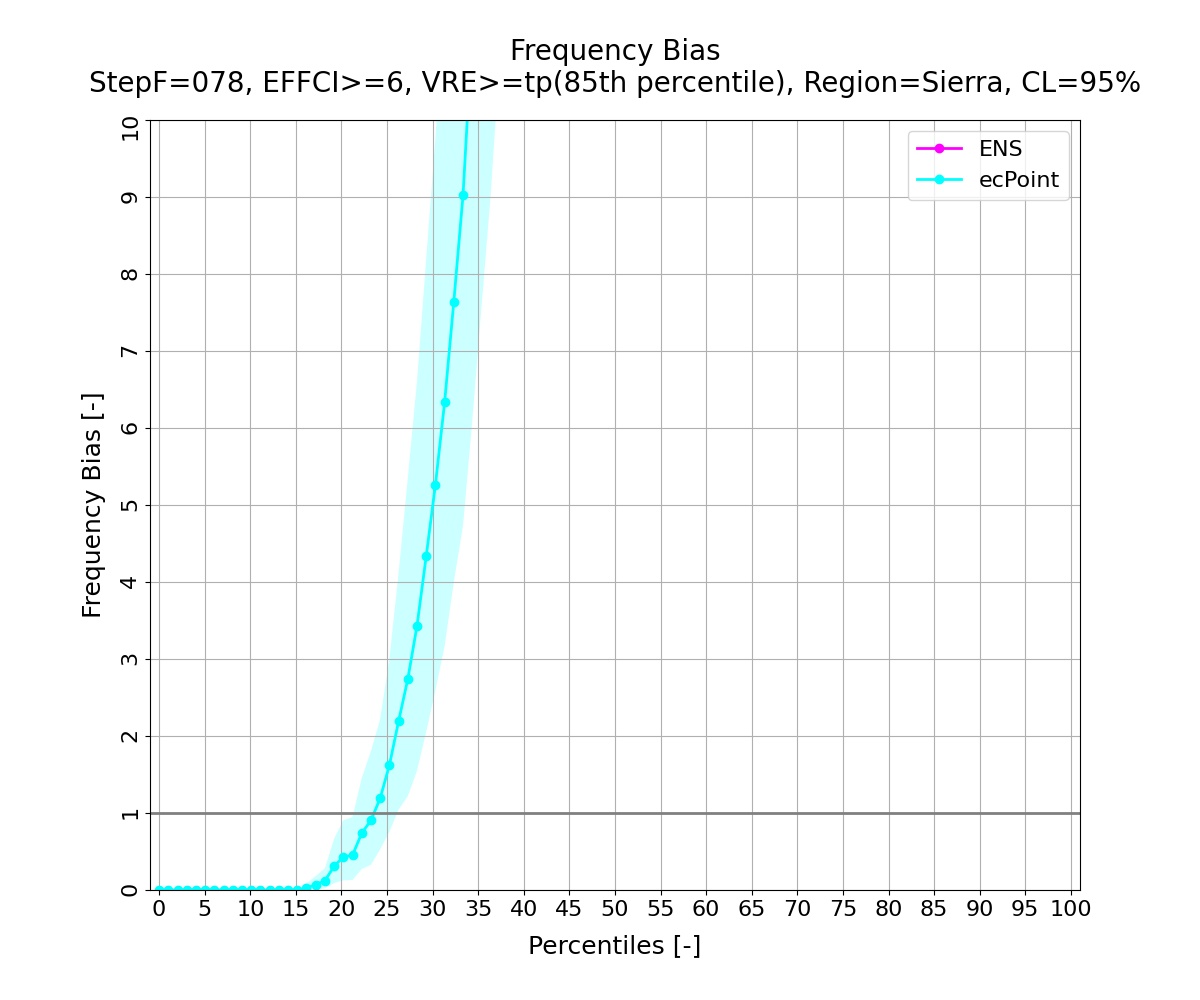 Frequency Bias
StepF=078, EFFCI>=6, VRE>=tp(85th percentile), Region=Sierra, CL=95%
ENS
ecPoint
Frequency Bias [-]
10
9
8
7
6
5
4
3
2
1
0
0 5 10 15 20 25 30 35 40 45 50 55 60 65 70 75 80 85 90 95 100
Percentiles [-]